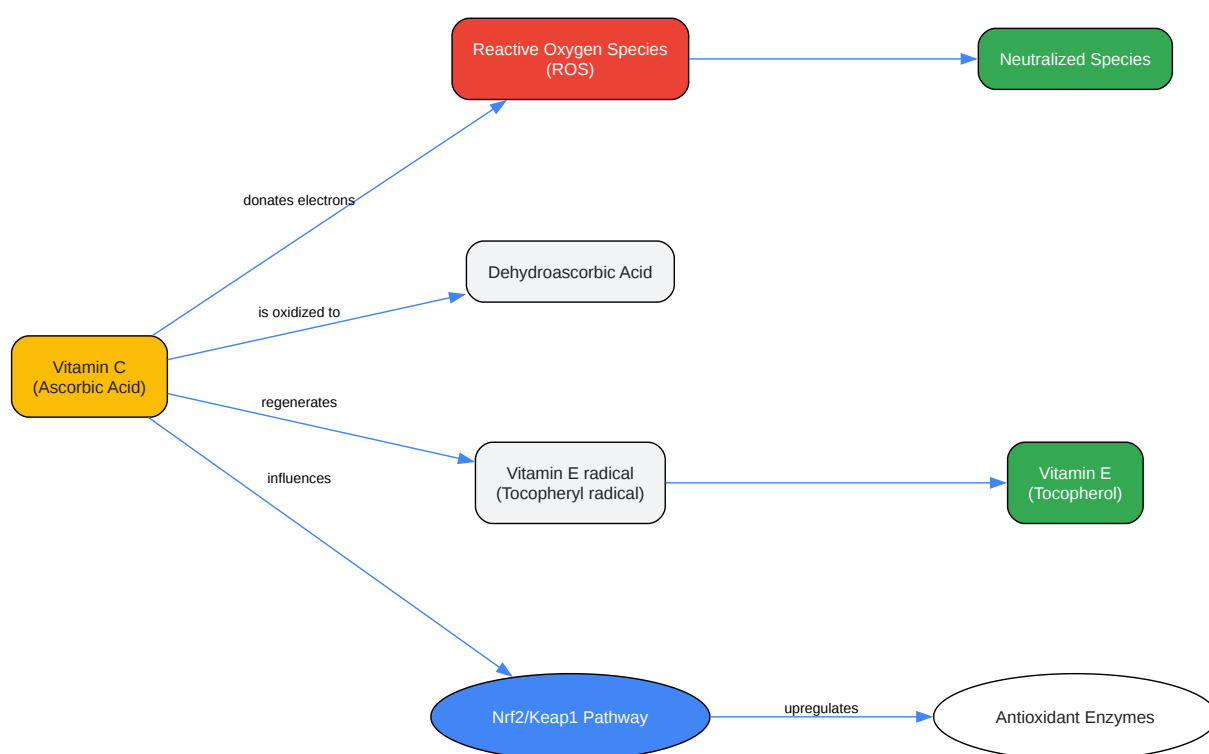 Reactive Oxygen Species
(ROS)
Neutralized Species
donates electrons
Dehydroascorbic Acid
is oxidized to
Vitamin C
(Ascorbic Acid)
regenerates
Vitamin E radical
(Tocopheryl radical)
Vitamin E
(Tocopherol)
influences
Nrf2/Keap1 Pathway
upregulates
Antioxidant Enzymes